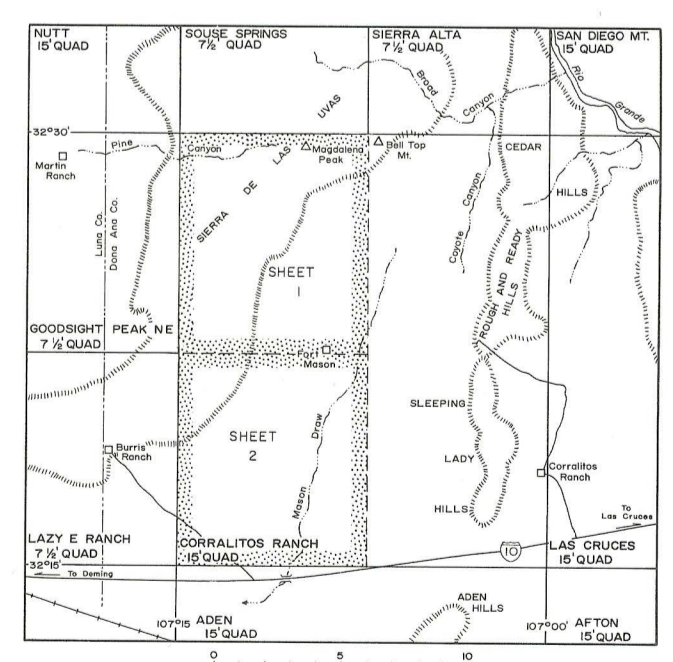 NUTT
15' QUAD
SOUSE SPRINGS
7½' QUAD
SIERRA ALTA
7½' QUAD
SAN DIEGO MT.
15' QUAD
Rio
Grande
Broad
Canyon
UVAS
32°30'
Pine
Canyon
Martin
Ranch
LAS
Magdalena
Peak
Bell Top
Mt.
CEDAR
HILLS
DE
SIERRA
Luna Co.
Dona Ana Co.
Coyote
Canyon
SHEET
1
ROUGH AND READY
HILLS
GOODSIGHT PEAK NE
7½' QUAD
Fort
Mason
SLEEPING
LADY
HILLS
SHEET
2
Mason
Draw
Burris
Ranch
Corralitos
Ranch
To
Las Cruces
LAZY E RANCH
7½' QUAD
CORRALITOS RANCH
15' QUAD
10
LAS CRUCES
15' QUAD
32°15'
To Deming
ADEN
HILLS
107°15
ADEN
15' QUAD
107°00'
AFTON
15' QUAD
0 5 10